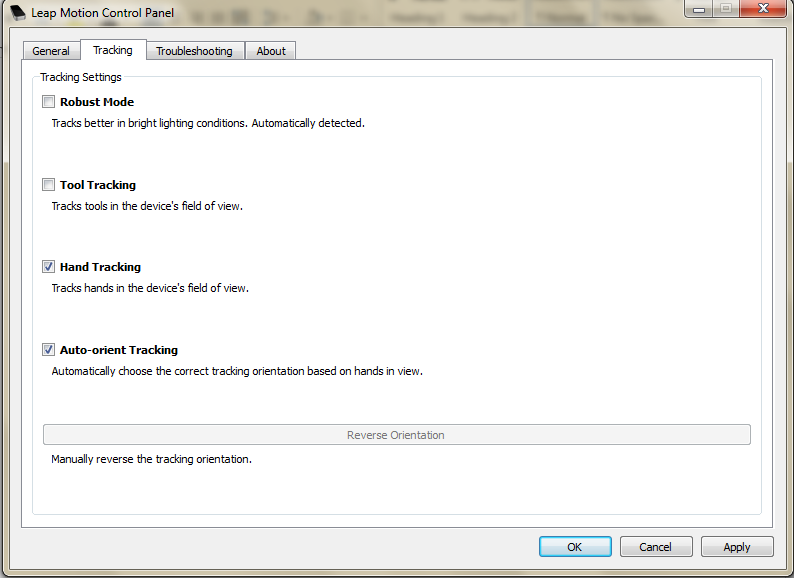 Leap Motion Control Panel
General Tracking Troubleshooting About
Tracking Settings
Robust Mode
Tracks better in bright lighting conditions. Automatically detected.
Tool Tracking
Tracks tools in the device's field of view.
Hand Tracking
Tracks hands in the device's field of view.
Auto-orient Tracking
Automatically choose the correct tracking orientation based on hands in view.
Reverse Orientation
Manually reverse the tracking orientation.
OK Cancel Apply